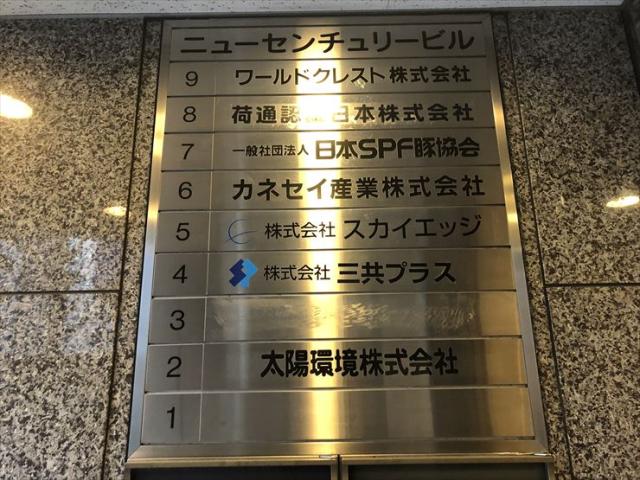 ニューセンチュリービル
9 ワールドクレスト株式会社
8 荷通認証日本株式会社
7 一般社団法人 日本SPF豚協会
6 カネセイ産業株式会社
5 株式会社 スカイエッジ
4 株式会社 三共プラス
3
2 太陽環境株式会社
1